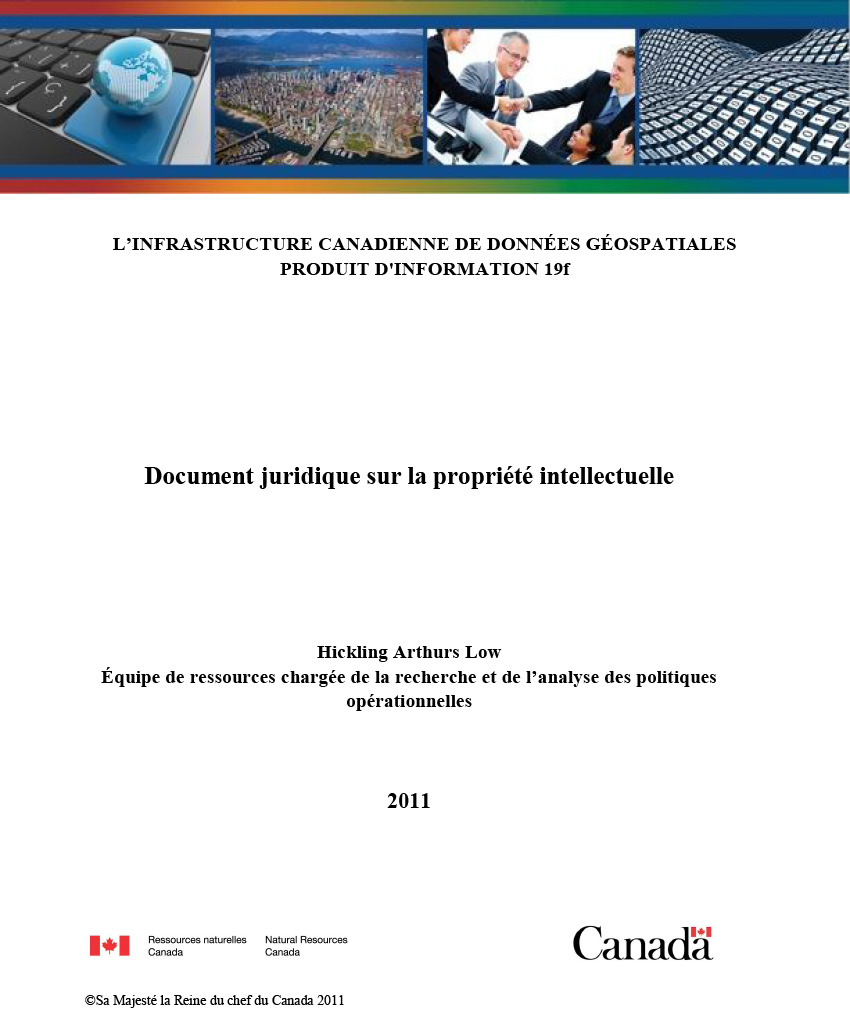 L’INFRASTRUCTURE CANADIENNE DE DONNÉES GÉOSPATIALES
PRODUIT D'INFORMATION 19f
Document juridique sur la propriété intellectuelle
Hickling Arthurs Low
Équipe de ressources chargée de la recherche et de l’analyse des politiques
opérationnelles
2011
Ressources naturelles
Canada
Natural Resources
Canada
Canada
©Sa Majesté la Reine du chef du Canada 2011